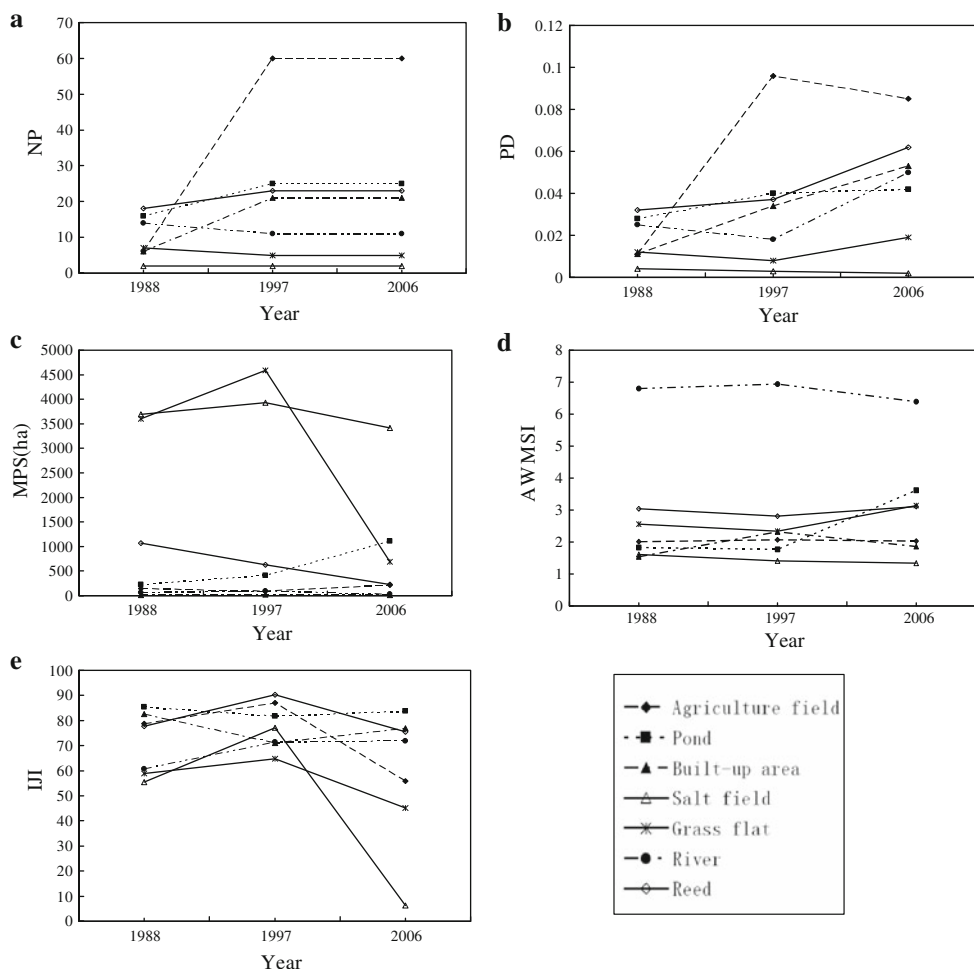 a
70
60
50
40
30
20
10
0
NP
1988 1997 2006
Year
b
0.12
0.1
0.08
0.06
0.04
0.02
0
PD
1988 1997 2006
Year
c
5000
4500
4000
3500
3000
2500
2000
1500
1000
500
0
MPS(ha)
1988 1997 2006
Year
d
8
7
6
5
4
3
2
1
0
AWMSI
1988 1997 2006
Year
e
100
90
80
70
60
50
40
30
20
10
0
IJI
1988 1997 2006
Year
Agriculture field
Pond
Built-up area
Salt field
Grass flat
River
Reed